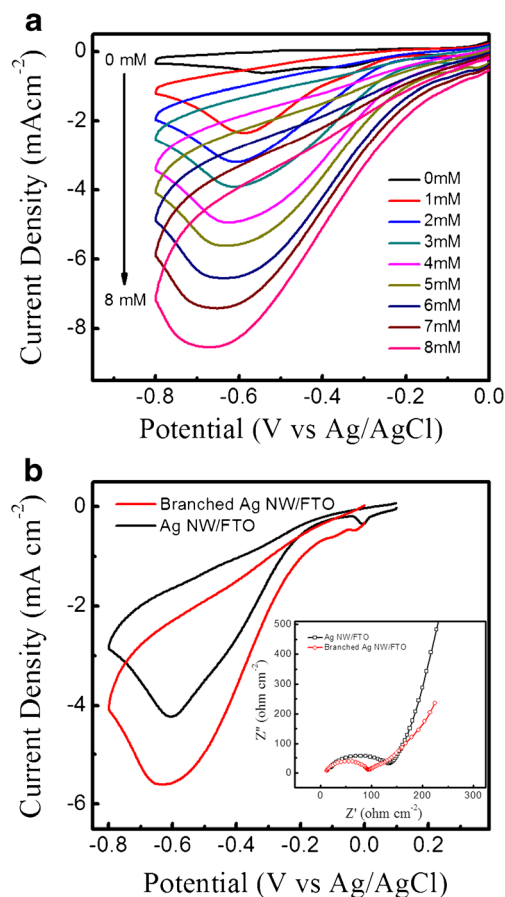 a
0
-2
-4
-6
-8
Current Density (mAcm-2)
0 mM
8 mM
0mM
1mM
2mM
3mM
4mM
5mM
6mM
7mM
8mM
-0.8 -0.6 -0.4 -0.2 0.0
Potential (V vs Ag/AgCl)
b
0
-2
-4
-6
Current Density (mA cm-2)
Branched Ag NW/FTO
Ag NW/FTO
500
400
300
200
100
0
Z" (ohm cm-2)
Ag NW/FTO
Branched Ag NW/FTO
0 100 200 300
Z' (ohm cm-2)
-0.8 -0.6 -0.4 -0.2 0.0 0.2
Potential (V vs Ag/AgCl)